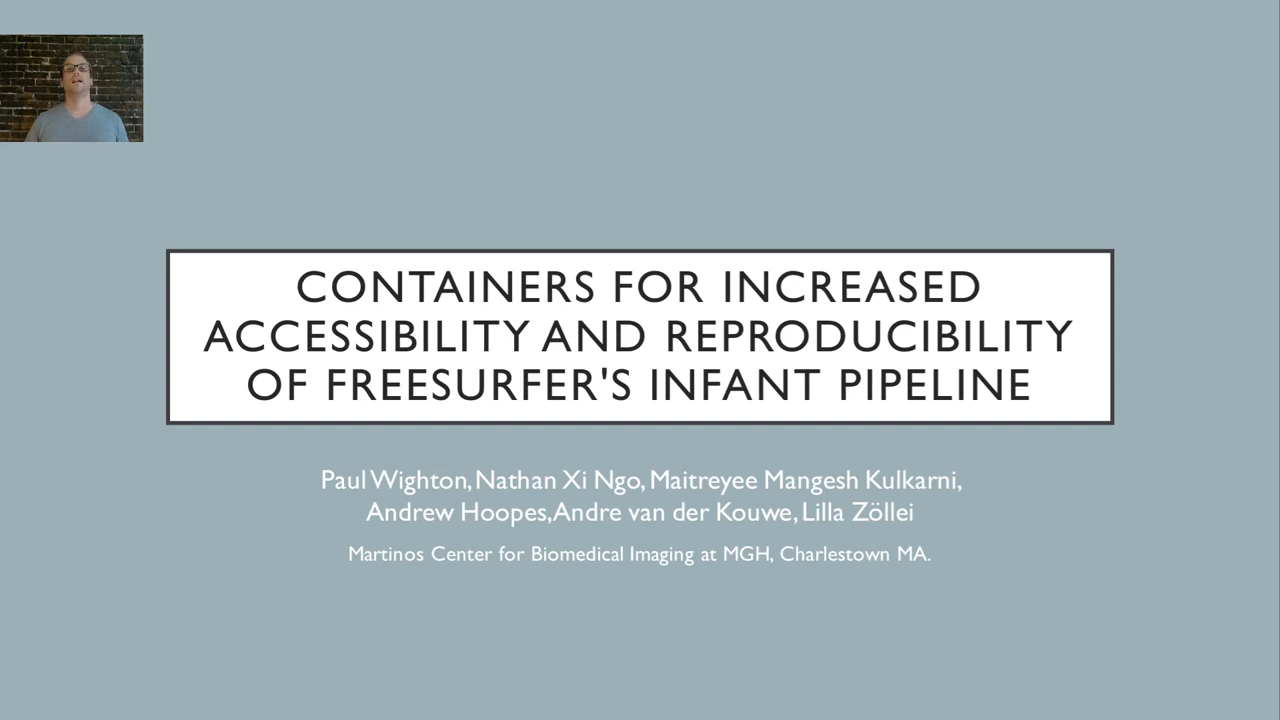 CONTAINERS FOR INCREASED
ACCESSIBILITY AND REPRODUCIBILITY
OF FREESURFER'S INFANT PIPELINE
Paul Wighton, Nathan Xi Ngo, Maitreyee Mangesh Kulkarni,
Andrew Hoopes, Andre van der Kouwe, Lilla Zöllei
Martinos Center for Biomedical Imaging at MGH, Charlestown MA.